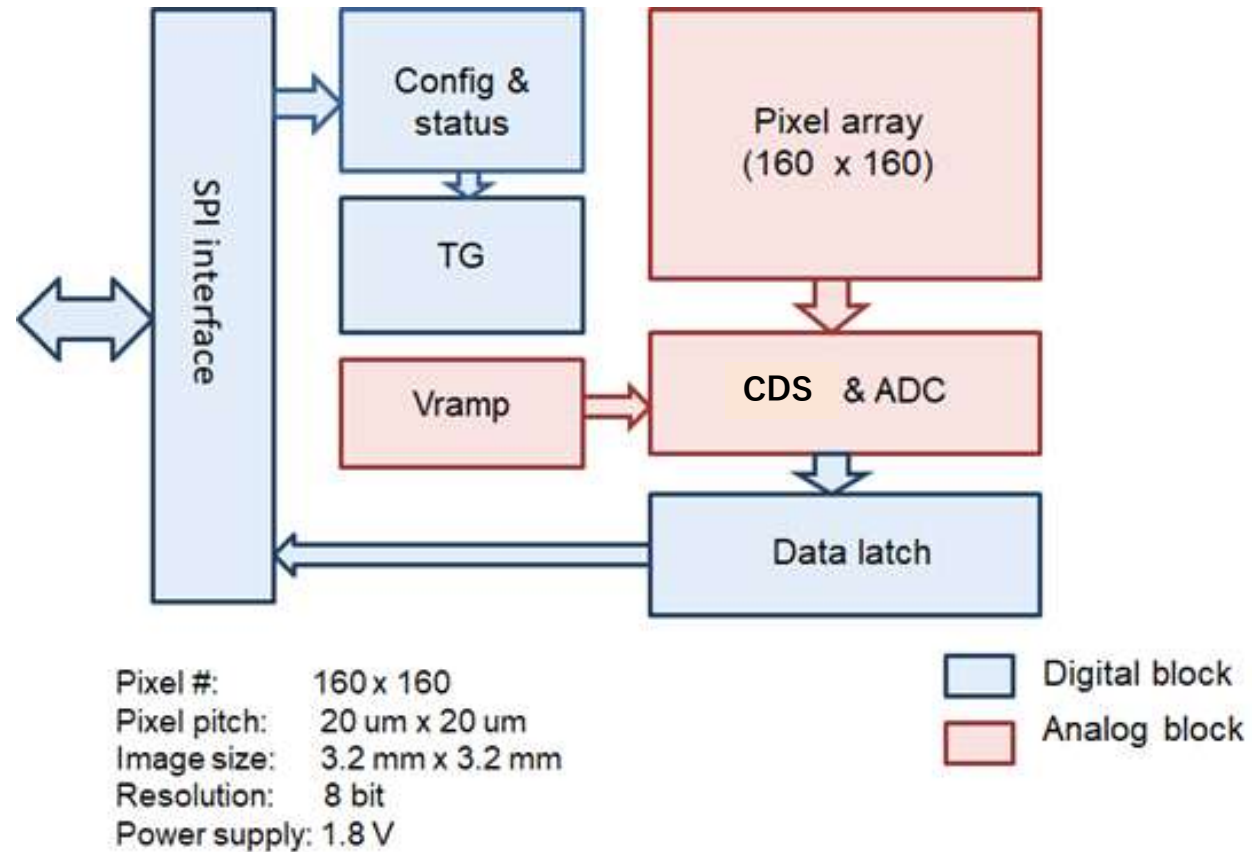 SPI interface
Config &
status
TG
Vramp
Pixel array
(160 x 160)
CDS & ADC
Data latch
Pixel #: 160 x 160
Pixel pitch: 20 um x 20 um
Image size: 3.2 mm x 3.2 mm
Resolution: 8 bit
Power supply: 1.8 V
Digital block
Analog block